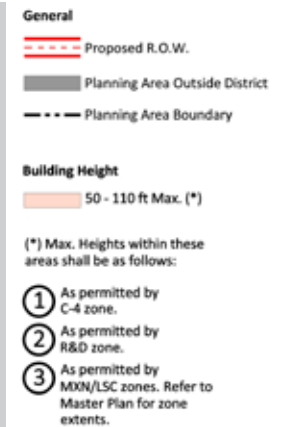 General
Proposed R.O.W.
Planning Area Outside District
Planning Area Boundary
Building Height
50 - 110 ft Max. (*)
(*) Max. Heights within these
areas shall be as follows:
1 As permitted by
C-4 zone.
2 As permitted by
R&D zone.
3 As permitted by
MXN/LSC zones. Refer to
Master Plan for zone
extents.